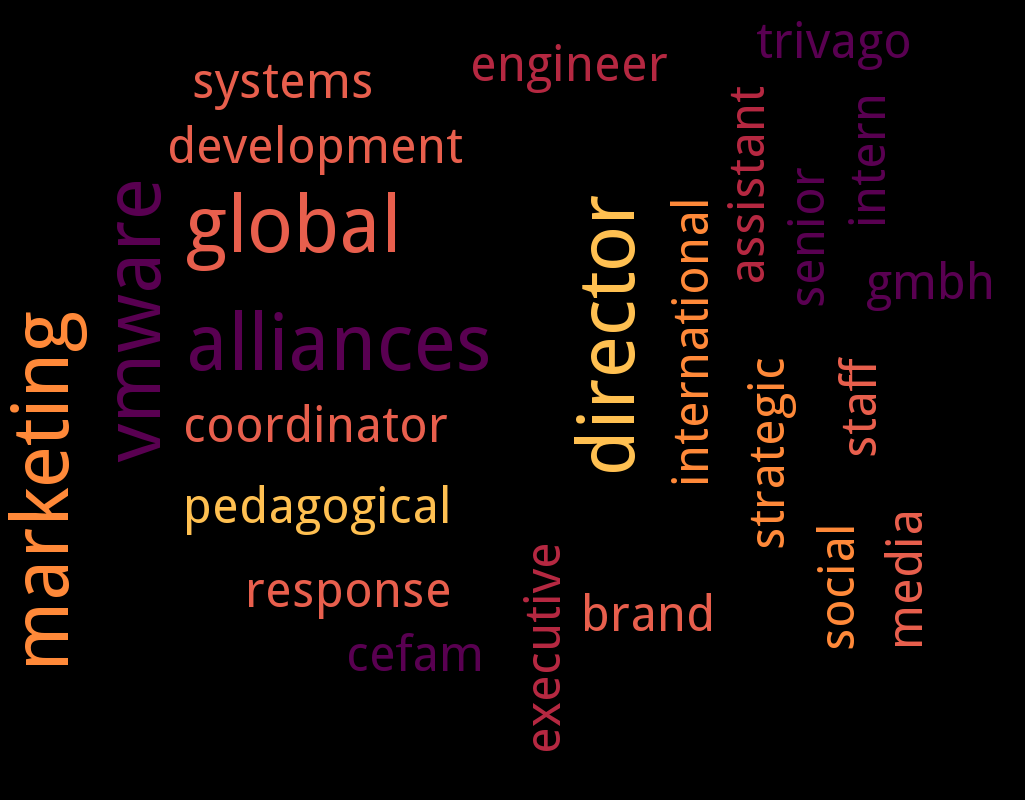 trivago
engineer
systems
assistant
intern
development
senior
vmware
global
director
international
gmbh
alliances
marketing
strategic
staff
coordinator
pedagogical
social
media
response
executive
brand
cefam